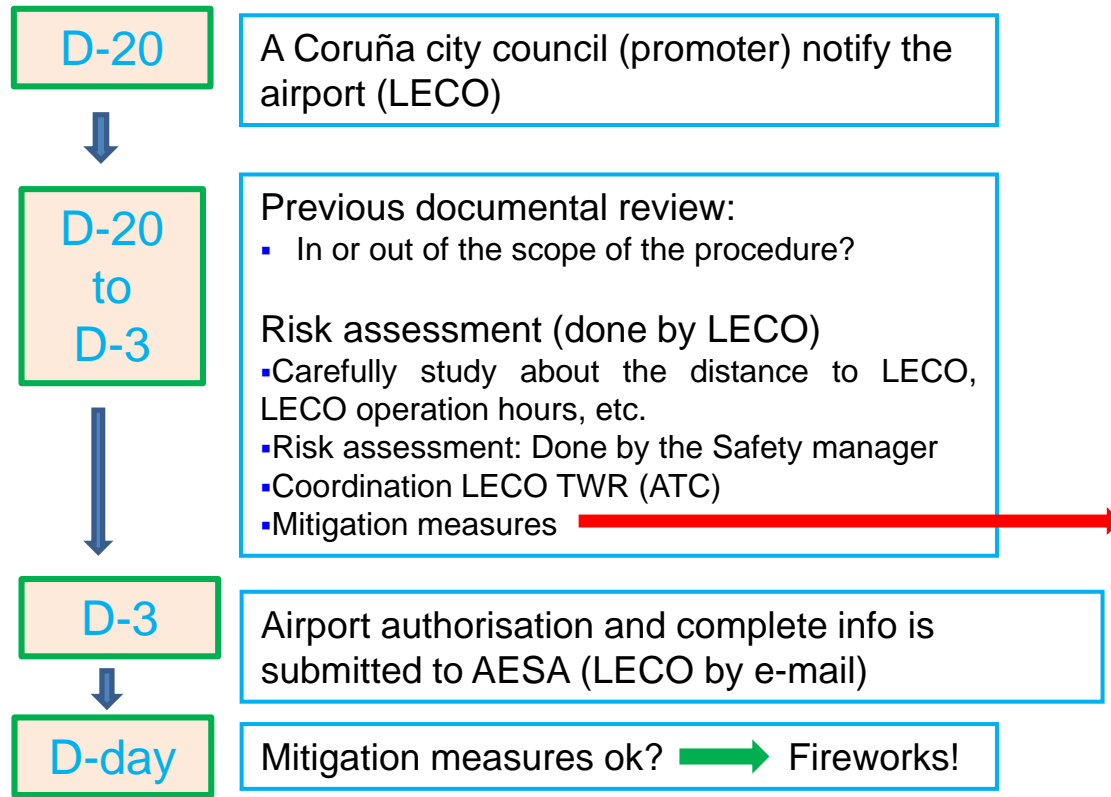 D-20
A Coruña city council (promoter) notify the
airport (LECO)
D-20
to
D-3
Previous documental review:
▪ In or out of the scope of the procedure?
Risk assessment (done by LECO)
▪Carefully study about the distance to LECO,
LECO operation hours, etc.
▪Risk assessment: Done by the Safety manager
▪Coordination LECO TWR (ATC)
▪Mitigation measures
D-3
Airport authorisation and complete info is
submitted to AESA (LECO by e-mail)
D-day
Mitigation measures ok? Fireworks!